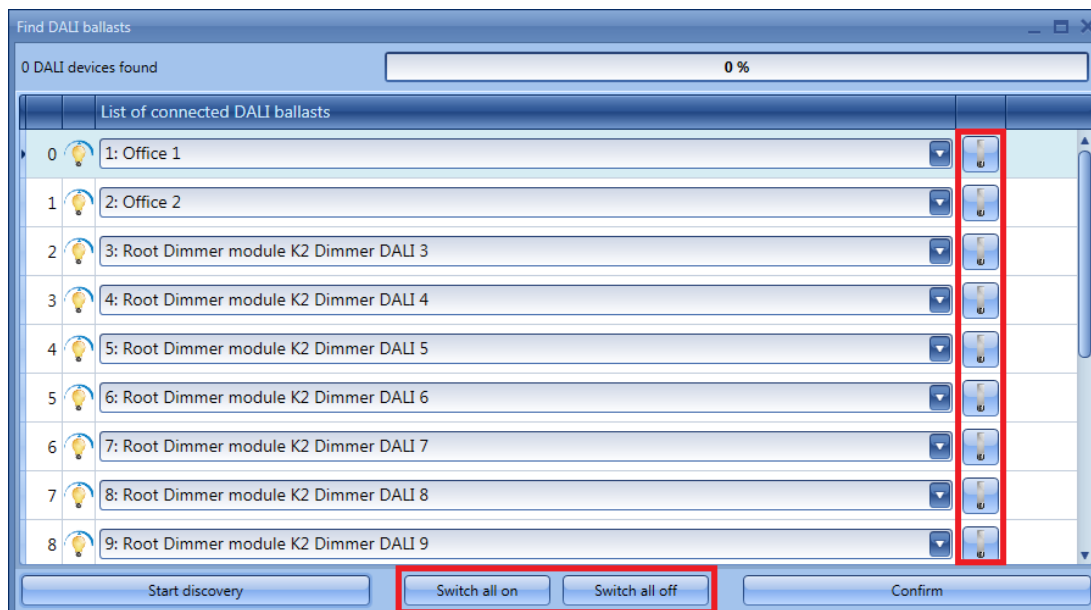 Find DALI ballasts
0 DALI devices found
0 %
List of connected DALI ballasts
0 1: Office 1
1 2: Office 2
2 3: Root Dimmer module K2 Dimmer DALI 3
3 4: Root Dimmer module K2 Dimmer DALI 4
4 5: Root Dimmer module K2 Dimmer DALI 5
5 6: Root Dimmer module K2 Dimmer DALI 6
6 7: Root Dimmer module K2 Dimmer DALI 7
7 8: Root Dimmer module K2 Dimmer DALI 8
8 9: Root Dimmer module K2 Dimmer DALI 9
Start discovery Switch all on Switch all off Confirm